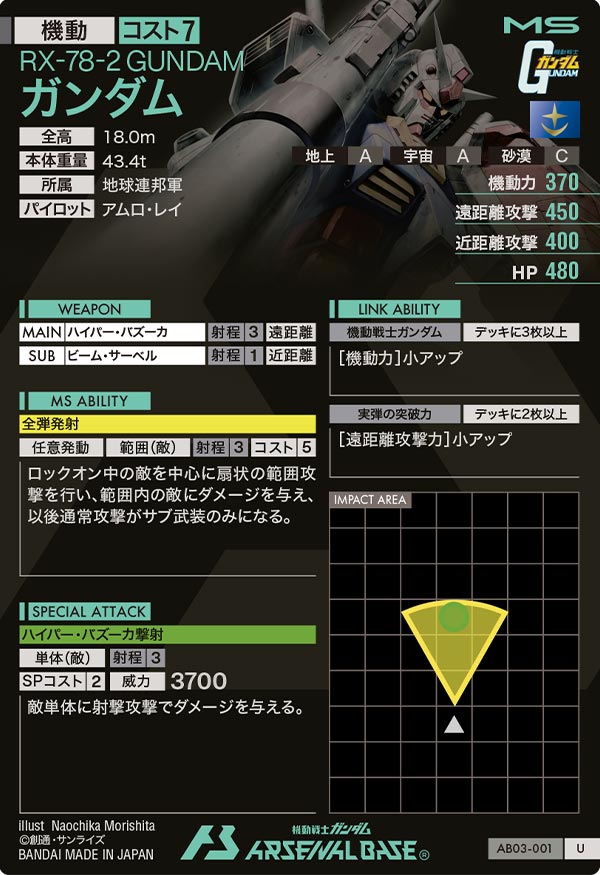 機動 コスト7 MS
RX-78-2 GUNDAM
機動戦士
ガンダム
GUNDAM
ガンダム
全高 18.0m
本体重量 43.4t
所属 地球連邦軍
パイロット アムロ・レイ
地上 A 宇宙 A 砂漠 C
機動力 370
遠距離攻撃 450
近距離攻撃 400
HP 480
WEAPON
MAIN ハイパー・バズーカ 射程 3 遠距離
SUB ビーム・サーベル 射程 1 近距離
MS ABILITY
全弾発射
任意発動 範囲(敵) 射程 3 コスト 5
ロックオン中の敵を中心に扇状の範囲攻
撃を行い、範囲内の敵にダメージを与え、
以後通常攻撃がサブ武装のみになる。
SPECIAL ATTACK
ハイパー・バズーカ撃射
単体(敵) 射程 3
SPコスト 2 威力 3700
敵単体に射撃攻撃でダメージを与える。
LINK ABILITY
機動戦士ガンダム デッキに3枚以上
[機動力]小アップ
実弾の突破力 デッキに2枚以上
[遠距離攻撃力]小アップ
IMPACT AREA
illust Naochika Morishita
©創通・サンライズ
BANDAI MADE IN JAPAN
機動戦士ガンダム
ARSENAL BASE®
AB03-001 U